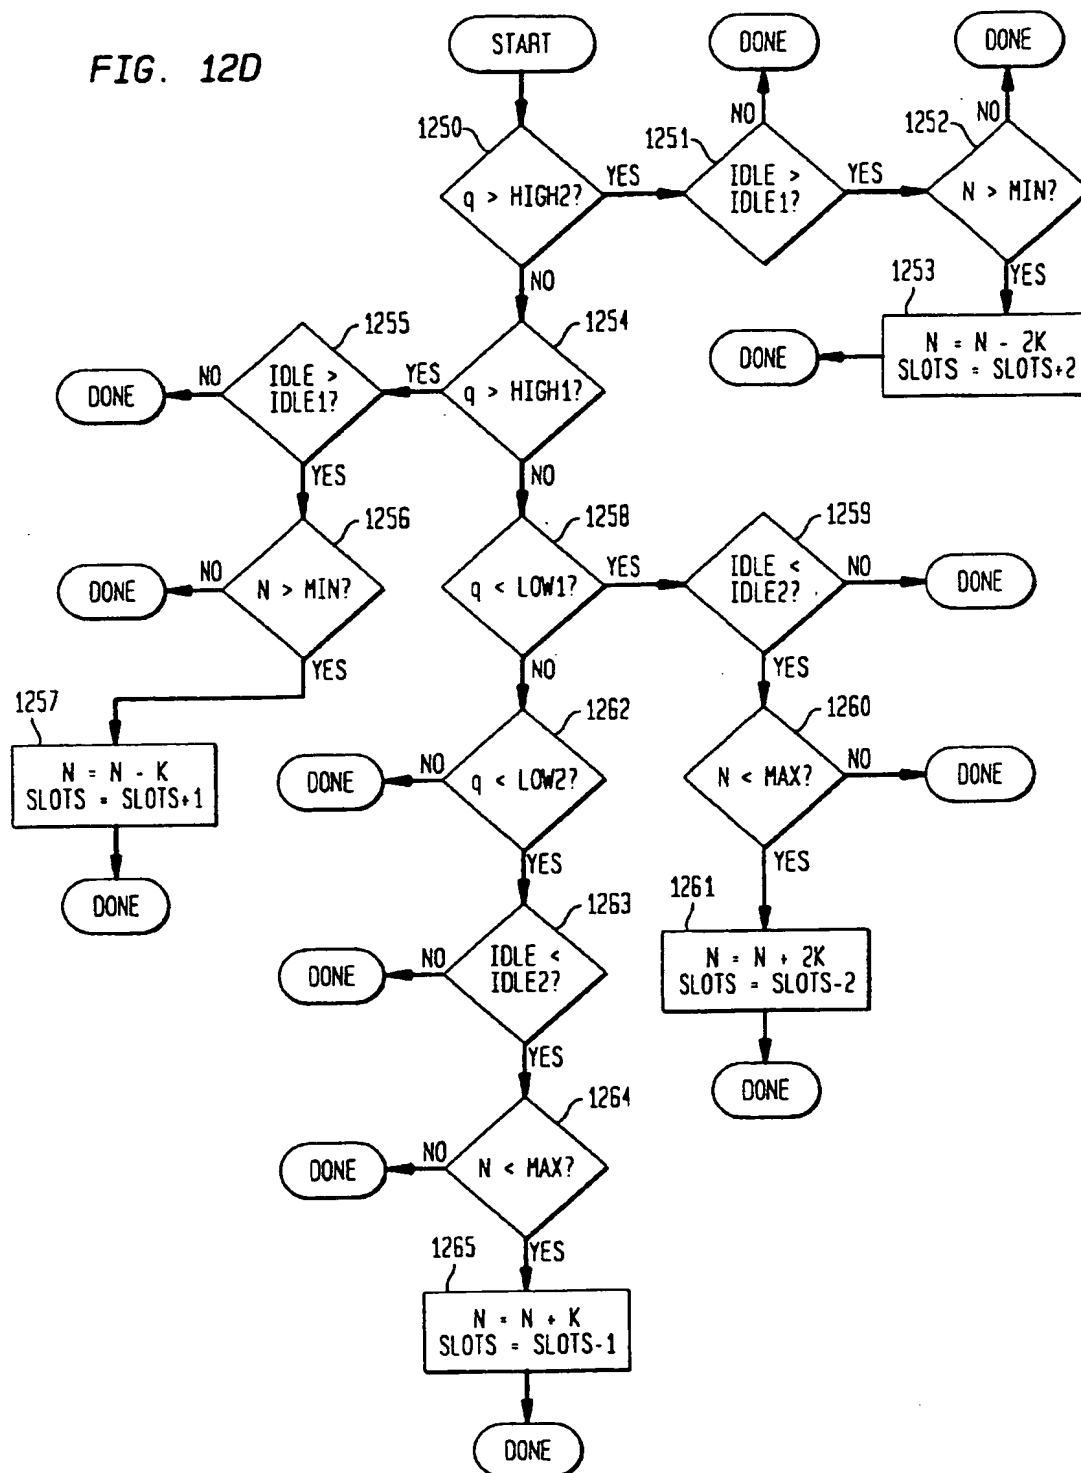 FIG. 12D
START
DONE
DONE
1250
q > HIGH2?
YES
NO
1251
NO
IDLE >
IDLE1?
YES
1252
NO
N > MIN?
YES
1253
N = N - 2K
SLOTS = SLOTS+2
DONE
1254
q > HIGH1?
YES
NO
1255
IDLE >
IDLE1?
NO
DONE
YES
1256
N > MIN?
NO
DONE
YES
1257
N = N - K
SLOTS = SLOTS+1
DONE
1258
q < LOW1?
YES
NO
1259
IDLE <
IDLE2?
NO
DONE
YES
1260
N < MAX?
NO
DONE
YES
1261
N = N + 2K
SLOTS = SLOTS-2
DONE
1262
q < LOW2?
NO
DONE
YES
1263
IDLE <
IDLE2?
NO
DONE
YES
1264
N < MAX?
NO
DONE
YES
1265
N = N + K
SLOTS = SLOTS-1
DONE